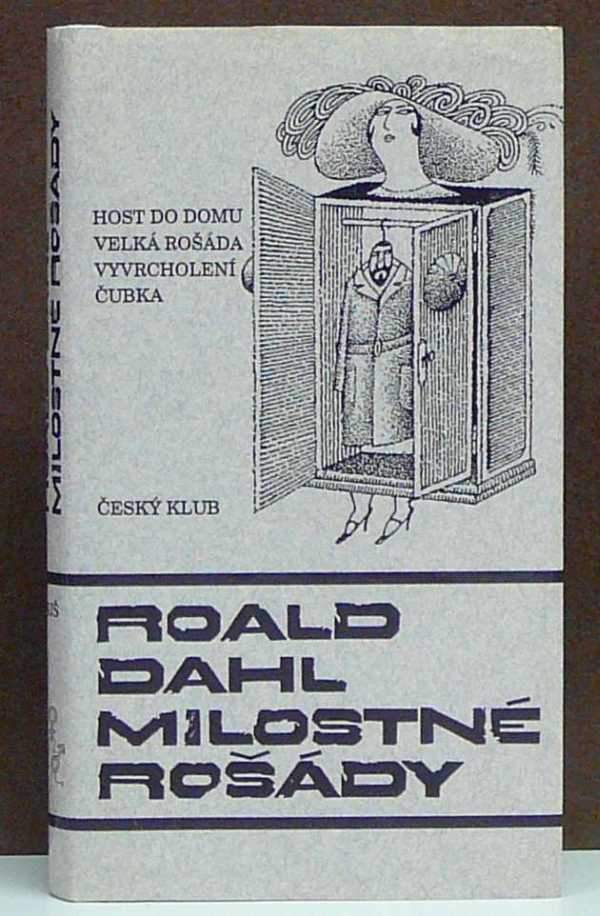 HOST DO DOMU
VELKÁ ROŠÁDA
VYVRCHOLENÍ
ČUBKA
ČESKÝ KLUB
ROALD
DAHL
MILOSTNÉ
ROŠÁDY
MILOSTNÉ ROŠÁDY